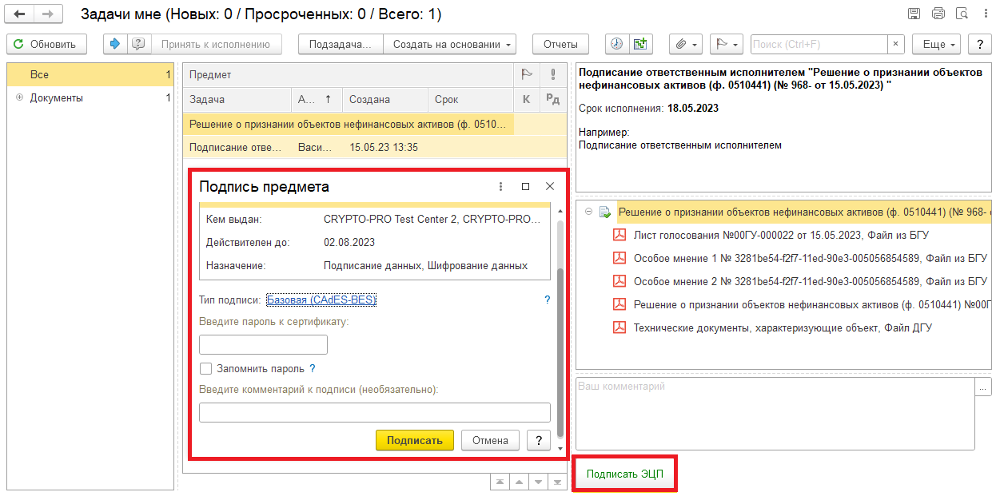 Задачи мне (Новых: 0 / Просроченных: 0 / Всего: 1)
Обновить
Принять к исполнению
Подзадача...
Создать на основании
Отчеты
Поиск (Ctrl+F)
×
Еще
?
Все 1
Документы 1
Предмет
Задача А... ↑ Создана Срок К Рд
Решение о признании объектов нефинансовых активов (ф. 0510...
Подписание отве... Васи... 15.05.23 13:35
Подпись предмета
Кем выдан: CRYPTO-PRO Test Center 2, CRYPTO-PRO...
Действителен до: 02.08.2023
Назначение: Подписание данных, Шифрование данных
Тип подписи: Базовая (CAdES-BES) ?
Введите пароль к сертификату:
Запомнить пароль ?
Введите комментарий к подписи (необязательно):
Подписать
Отмена
?
Подписание ответственным исполнителем "Решение о признании объектов
нефинансовых активов (ф. 0510441) (№ 968- от 15.05.2023) "
Срок исполнения: 18.05.2023
Например:
Подписание ответственным исполнителем
Решение о признании объектов нефинансовых активов (ф. 0510441) (№ 968-
Лист голосования №00ГУ-000022 от 15.05.2023, Файл из БГУ
Особое мнение 1 № 3281be54-f2f7-11ed-90e3-005056854589, Файл из БГУ
Особое мнение 2 № 3281be54-f2f7-11ed-90e3-005056854589, Файл из БГУ
Решение о признании объектов нефинансовых активов (ф. 0510441) №00Г
Технические документы, характеризующие объект, Файл ДГУ
Ваш комментарий
...
Подписать ЭЦП